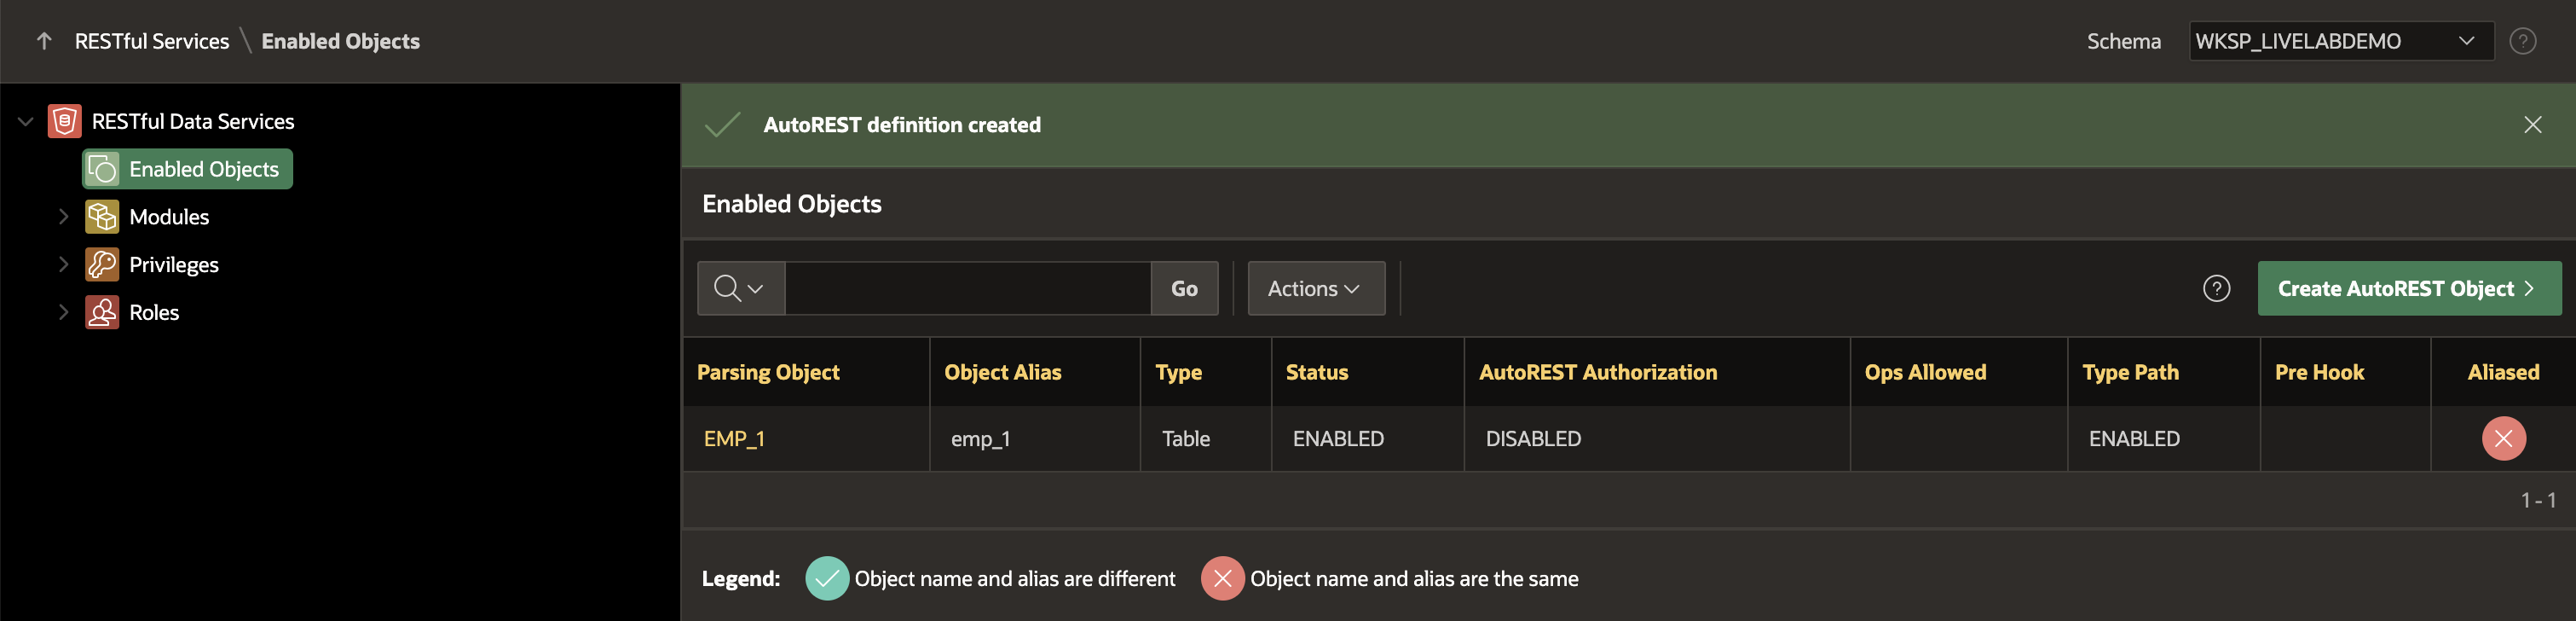 RESTful Services \ Enabled Objects
Schema WKSP_LIVELABDEMO ?
RESTful Data Services
Enabled Objects
Modules
Privileges
Roles
AutoREST definition created
Enabled Objects
Go Actions ? Create AutoREST Object
Parsing Object Object Alias Type Status AutoREST Authorization Ops Allowed Type Path Pre Hook Aliased
EMP_1 emp_1 Table ENABLED DISABLED ENABLED
1 - 1
Legend: Object name and alias are different Object name and alias are the same